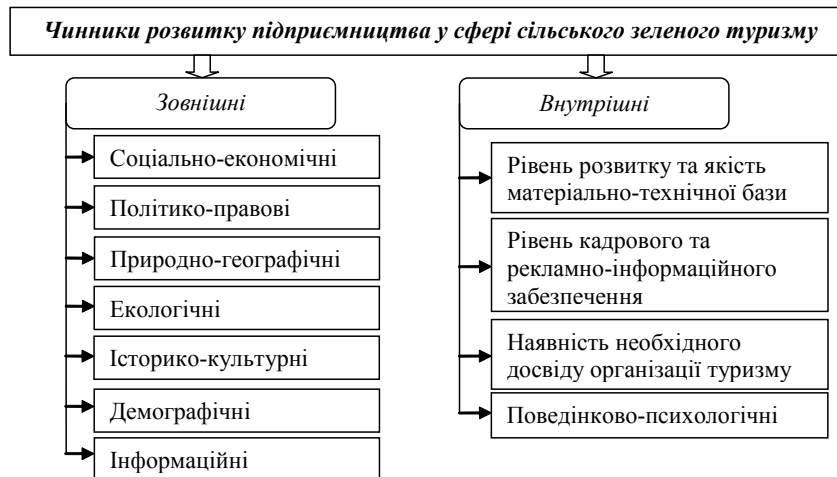 Чинники розвитку підприємництва у сфері сільського зеленого туризму
Зовнішні
Соціально-економічні
Політико-правові
Природно-географічні
Екологічні
Історико-культурні
Демографічні
Інформаційні
Внутрішні
Рівень розвитку та якість
матеріально-технічної бази
Рівень кадрового та
рекламно-інформаційного
забезпечення
Наявність необхідного
досвіду організації туризму
Поведінково-психологічні